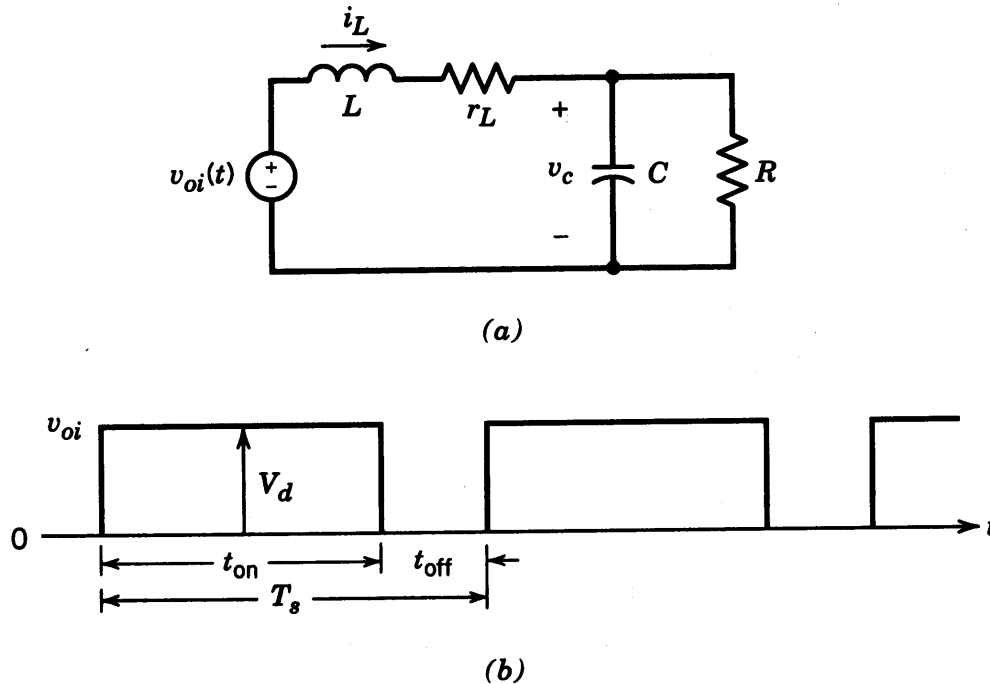 i_L
L
r_L
+
v_oi(t)
+
−
v_c
C
R
−
(a)
v_oi
V_d
0
t
t_on
t_off
T_s
(b)